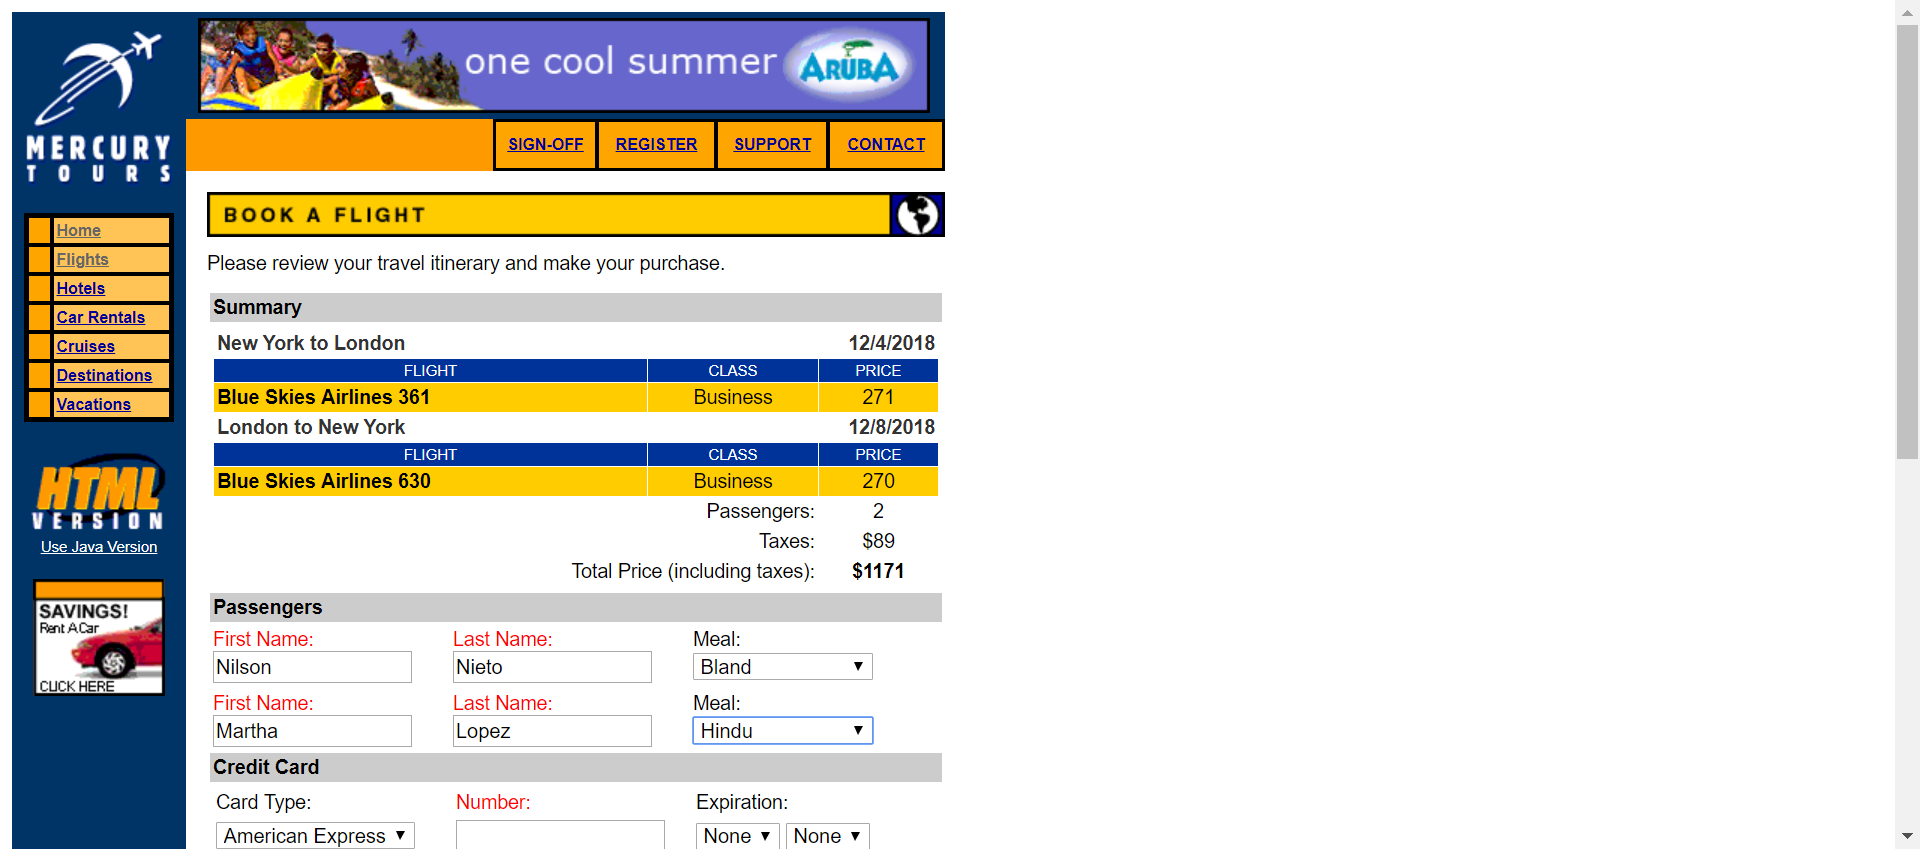 one cool summer ARUBA
MERCURY
TOURS
SIGN-OFF REGISTER SUPPORT CONTACT
BOOK A FLIGHT
Home
Flights
Hotels
Car Rentals
Cruises
Destinations
Vacations
HTML
VERSION
Use Java Version
SAVINGS!
Rent A Car
CLICK HERE
Please review your travel itinerary and make your purchase.
Summary
New York to London 12/4/2018
FLIGHT CLASS PRICE
Blue Skies Airlines 361 Business 271
London to New York 12/8/2018
FLIGHT CLASS PRICE
Blue Skies Airlines 630 Business 270
Passengers: 2
Taxes: $89
Total Price (including taxes): $1171
Passengers
First Name: Last Name: Meal:
Nilson Nieto Bland
First Name: Last Name: Meal:
Martha Lopez Hindu
Credit Card
Card Type: Number: Expiration:
American Express None None